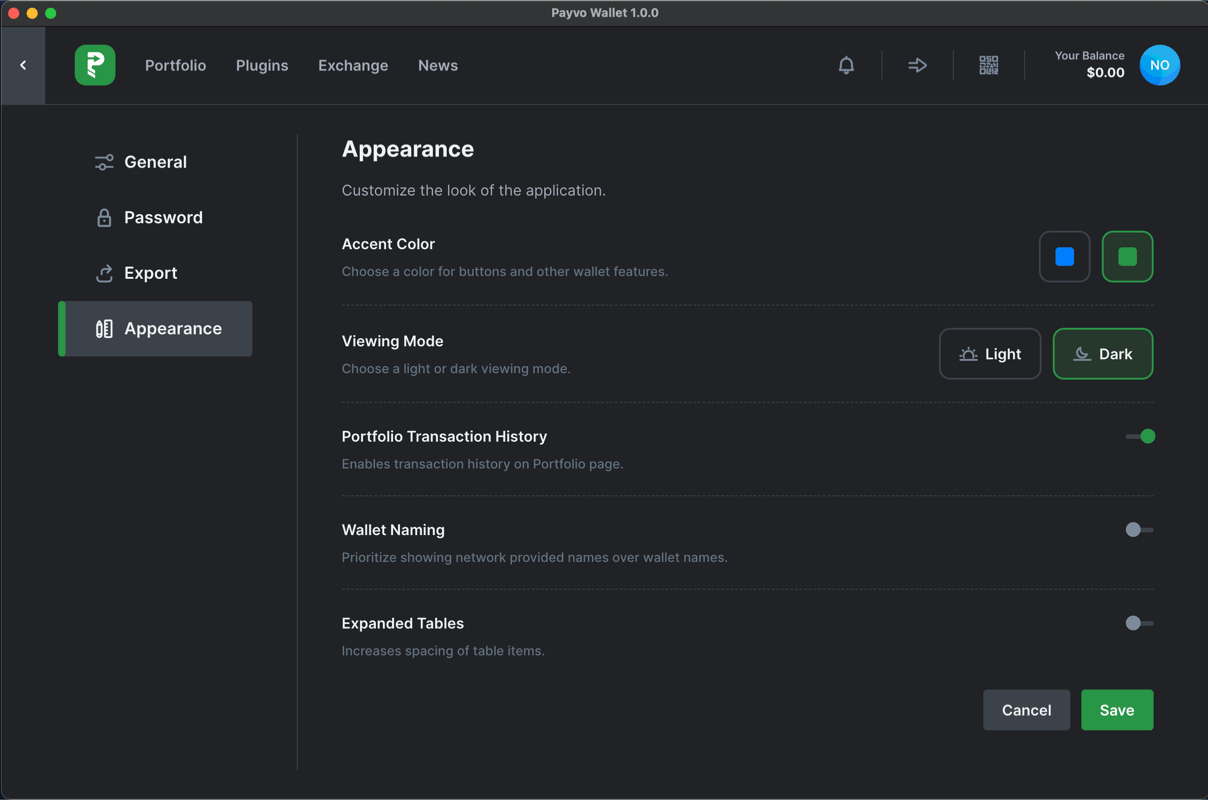 Payvo Wallet 1.0.0
Portfolio
Plugins
Exchange
News
Your Balance
$0.00
NO
General
Password
Export
Appearance
Appearance
Customize the look of the application.
Accent Color
Choose a color for buttons and other wallet features.
Viewing Mode
Choose a light or dark viewing mode.
Light
Dark
Portfolio Transaction History
Enables transaction history on Portfolio page.
Wallet Naming
Prioritize showing network provided names over wallet names.
Expanded Tables
Increases spacing of table items.
Cancel
Save